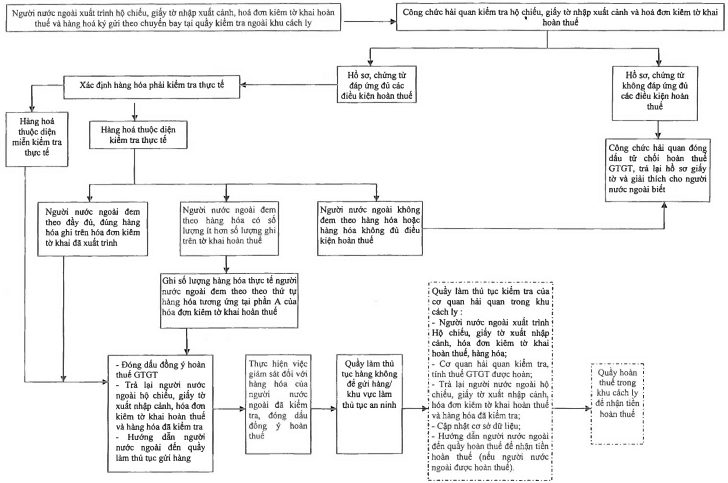 Người nước ngoài xuất trình hộ chiếu, giấy tờ nhập xuất cảnh, hoá đơn kiêm tờ khai hoàn
thuế và hàng hoá ký gửi theo chuyến bay tại quầy kiểm tra ngoài khu cách ly
Công chức hải quan kiểm tra hộ chiếu, giấy tờ nhập xuất cảnh và hoá đơn kiêm tờ khai
hoàn thuế
Xác định hàng hóa phải kiểm tra thực tế
Hồ sơ, chứng từ
đáp ứng đủ các
điều kiện hoàn thuế
Hồ sơ, chứng từ
không đáp ứng đủ
các điều kiện hoàn
thuế
Hàng hoá
thuộc diện
miễn kiểm tra
thực tế
Hàng hoá thuộc diện
kiểm tra thực tế
Công chức hải quan đóng
dấu từ chối hoàn thuế
GTGT, trả lại hồ sơ giấy
tờ và giải thích cho người
nước ngoài biết
Người nước ngoài đem
theo đầy đủ, đúng hàng
hóa ghi trên hóa đơn kiêm
tờ khai đã xuất trình
Người nước ngoài đem
theo hàng hóa có số
lượng ít hơn số lượng ghi
trên tờ khai hoàn thuế
Người nước ngoài không
đem theo hàng hóa hoặc
hàng hóa không đủ điều
kiện hoàn thuế
Ghi số lượng hàng hóa thực tế người
nước ngoài đem theo theo thứ tự
hàng hóa tương ứng tại phần A của
hóa đơn kiêm tờ khai hoàn thuế
- Đóng dấu đồng ý hoàn
thuế GTGT
- Trả lại người nước
ngoài hộ chiếu, giấy tờ
xuất nhập cảnh, hóa đơn
kiêm tờ khai hoàn thuế
và hàng hóa đã kiểm tra
- Hướng dẫn người
nước ngoài đến quầy
làm thủ tục gửi hàng
Thực hiện việc
giám sát đối với
hàng hóa của
người nước
ngoài đã kiểm
tra, đóng dấu
đồng ý hoàn
thuế
Quầy làm thủ
tục hàng không
để gửi hàng/
khu vực làm
thủ tục an ninh
Quầy làm thủ tục kiểm tra của
cơ quan hải quan trong khu
cách ly :
- Người nước ngoài xuất trình
Hộ chiếu, giấy tờ xuất nhập
cảnh, hóa đơn kiêm tờ khai
hoàn thuế, hàng hóa;
- Cơ quan hải quan kiểm tra,
tính thuế GTGT được hoàn;
- Trả lại người nước ngoài hộ
chiếu, giấy tờ xuất nhập cảnh,
hóa đơn kiêm tờ khai hoàn thuế
và hàng hóa đã kiểm tra;
- Cập nhật cơ sở dữ liệu;
- Hướng dẫn người nước ngoài
đến quầy hoàn thuế để nhận tiền
hoàn thuế (nếu người nước
ngoài được hoàn thuế).
Quầy hoàn
thuế trong
khu cách ly
để nhận tiền
hoàn thuế